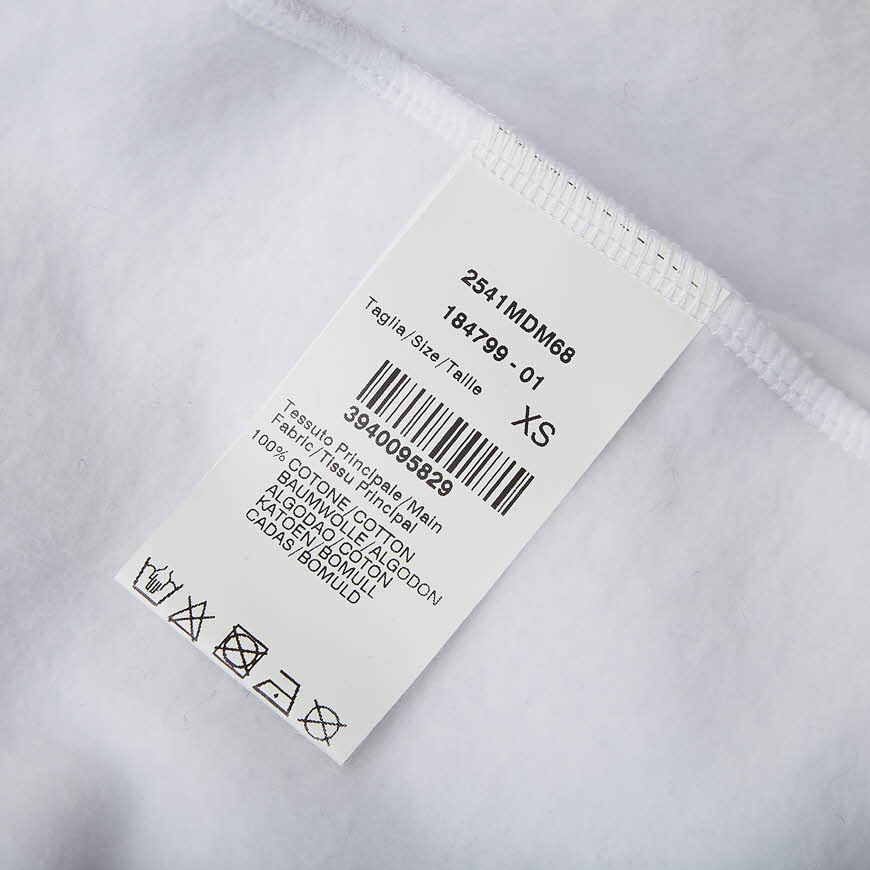 2541MDM68
184799 - 01
Taglia/Size/Taille XS
3940095829
Tessuto Principale/Main
Fabric/Tissu Principal
100% COTONE/COTTON
BAUMWOLLE/ALGODON
ALGODAO/COTON
KATOEN/BOMULL
CADAS/BOMULD